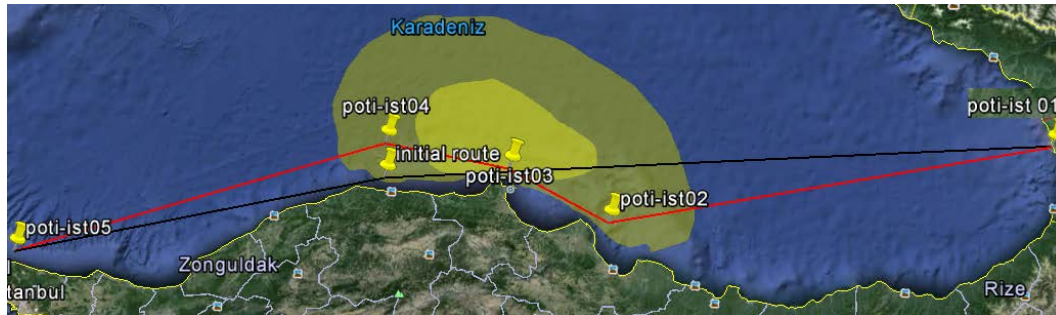 Karadeniz
poti-ist04
poti-ist 01
initial route
poti-ist03
poti-ist02
poti-ist05
Zonguldak
l
tanbul
Rize